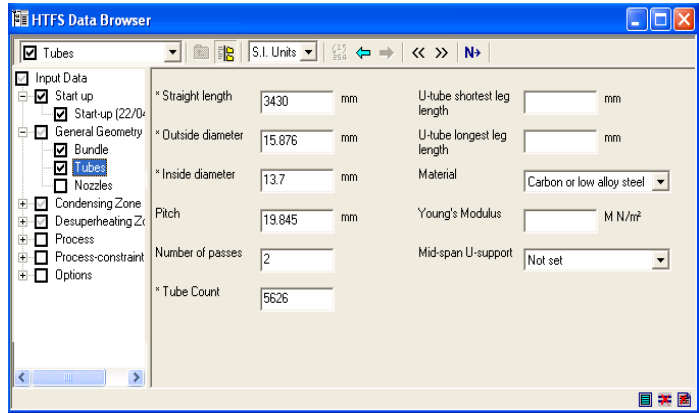 HTFS Data Browser
Tubes
S.I. Units
N
Input Data
Start up
Start-up (22/04
General Geometry
Bundle
Tubes
Nozzles
Condensing Zone
Desuperheating Zo
Process
Process-constraint
Options
* Straight length 3430 mm
* Outside diameter 15.876 mm
* Inside diameter 13.7 mm
Pitch 19.845 mm
Number of passes 2
* Tube Count 5626
U-tube shortest leg
length mm
U-tube longest leg
length mm
Material Carbon or low alloy steel
Young's Modulus M N/m²
Mid-span U-support Not set